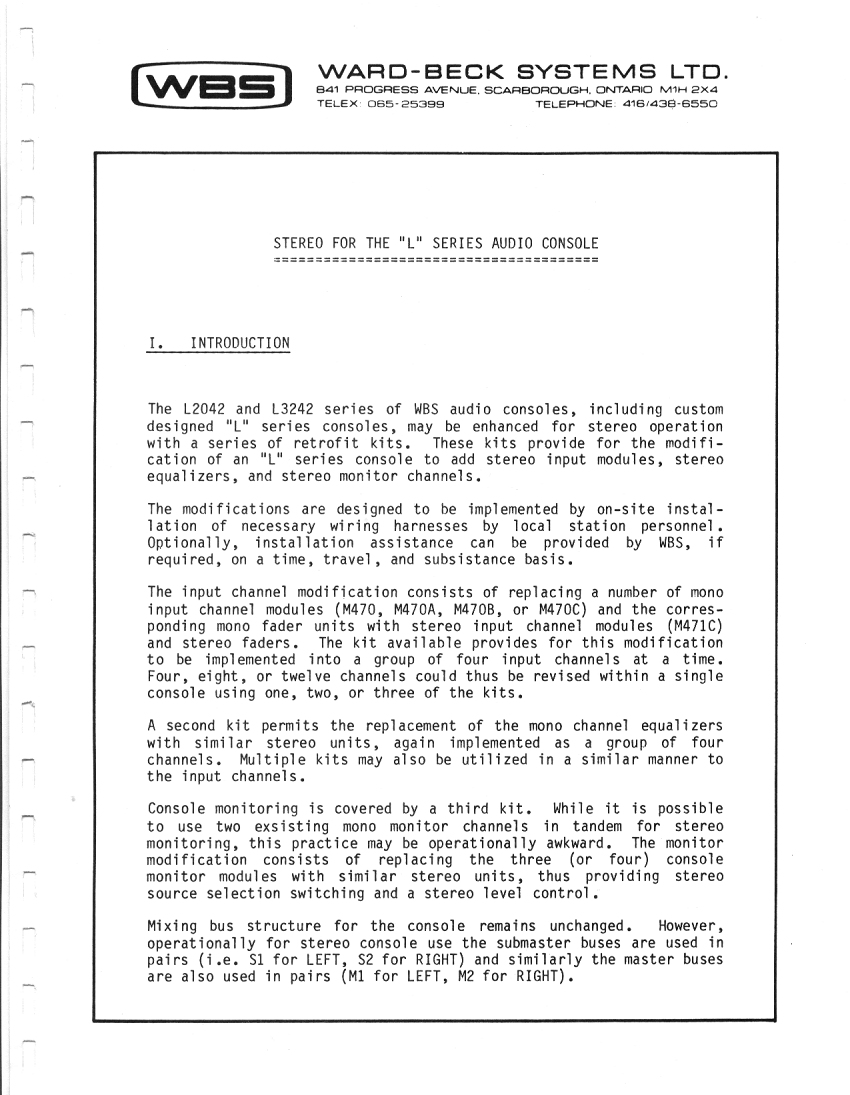 WBS
WARD-BECK SYSTEMS LTD.
841 PROGRESS AVENUE, SCARBOROUGH, ONTARIO M1H 2X4
TELEX: 065-25399 TELEPHONE: 416/438-6550
STEREO FOR THE "L" SERIES AUDIO CONSOLE
=======================================
I. INTRODUCTION
The L2042 and L3242 series of WBS audio consoles, including custom
designed "L" series consoles, may be enhanced for stereo operation
with a series of retrofit kits. These kits provide for the modifi-
cation of an "L" series console to add stereo input modules, stereo
equalizers, and stereo monitor channels.
The modifications are designed to be implemented by on-site instal-
lation of necessary wiring harnesses by local station personnel.
Optionally, installation assistance can be provided by WBS, if
required, on a time, travel, and subsistance basis.
The input channel modification consists of replacing a number of mono
input channel modules (M470, M470A, M470B, or M470C) and the corres-
ponding mono fader units with stereo input channel modules (M471C)
and stereo faders. The kit available provides for this modification
to be implemented into a group of four input channels at a time.
Four, eight, or twelve channels could thus be revised within a single
console using one, two, or three of the kits.
A second kit permits the replacement of the mono channel equalizers
with similar stereo units, again implemented as a group of four
channels. Multiple kits may also be utilized in a similar manner to
the input channels.
Console monitoring is covered by a third kit. While it is possible
to use two exsisting mono monitor channels in tandem for stereo
monitoring, this practice may be operationally awkward. The monitor
modification consists of replacing the three (or four) console
monitor modules with similar stereo units, thus providing stereo
source selection switching and a stereo level control.
Mixing bus structure for the console remains unchanged. However,
operationally for stereo console use the submaster buses are used in
pairs (i.e. S1 for LEFT, S2 for RIGHT) and similarly the master buses
are also used in pairs (M1 for LEFT, M2 for RIGHT).